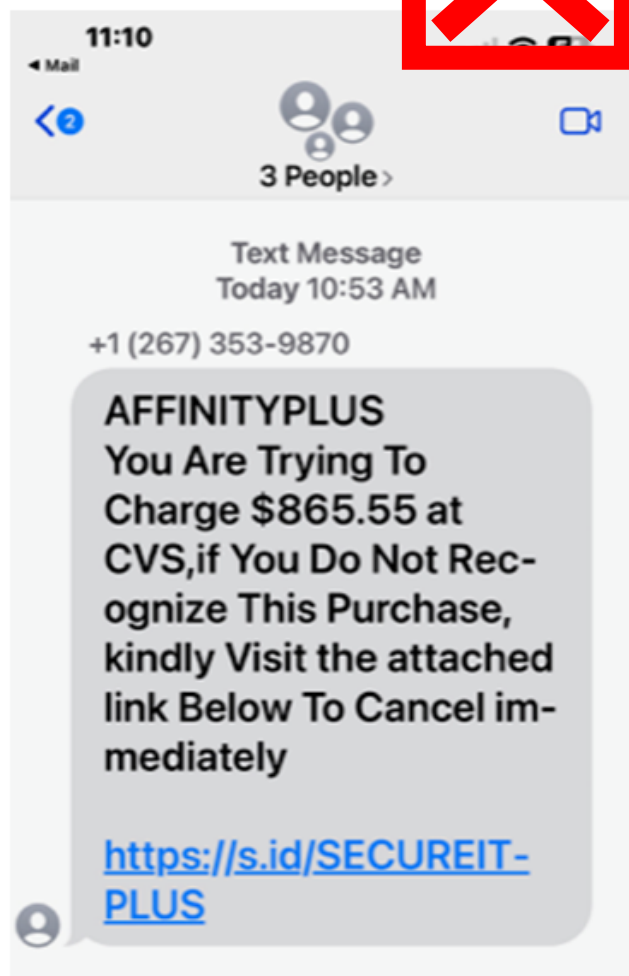 11:10
◀ Mail
2
3 People >
Text Message
Today 10:53 AM
+1 (267) 353-9870
AFFINITYPLUS
You Are Trying To
Charge $865.55 at
CVS,if You Do Not Rec-
ognize This Purchase,
kindly Visit the attached
link Below To Cancel im-
mediately
https://s.id/SECUREIT-
PLUS